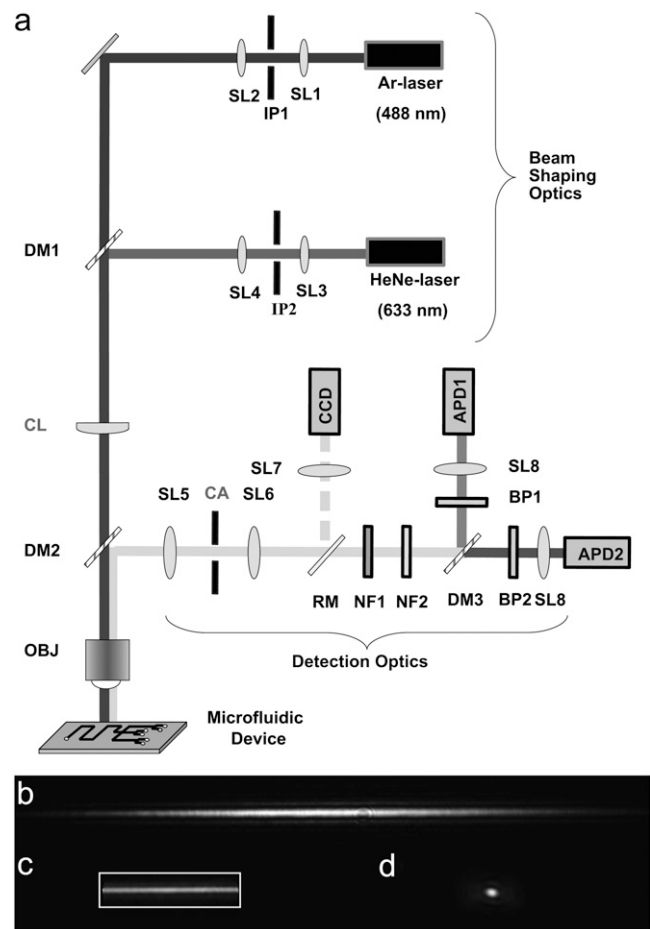 a
SL2
IP1
SL1
Ar-laser
(488 nm)
Beam
Shaping
Optics
DM1
SL4
IP2
SL3
HeNe-laser
(633 nm)
CCD
APD1
CL
SL7
SL8
SL5
CA
SL6
BP1
DM2
APD2
RM
NF1
NF2
DM3
BP2
SL8
OBJ
Detection Optics
Microfluidic
Device
b
c
d